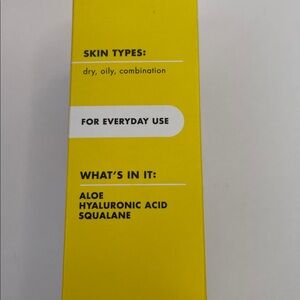 SKIN TYPES:
dry, oily, combination
FOR EVERYDAY USE
WHAT'S IN IT:
ALOE
HYALURONIC ACID
SQUALANE